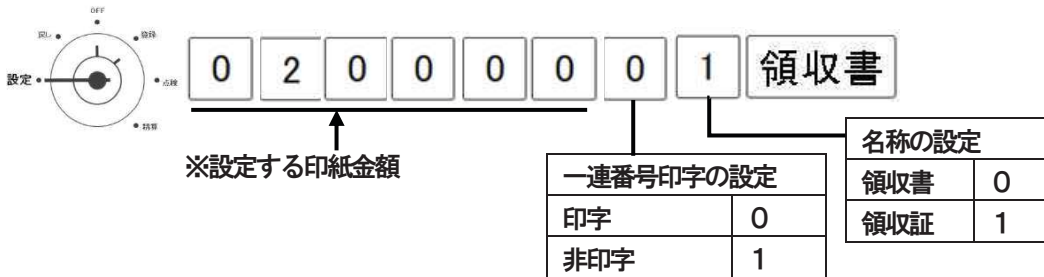 OFF
戻し
登録
設定
点検
精算
0 2 0 0 0 0 0 1 領収書
※設定する印紙金額
一連番号印字の設定
印字 0
非印字 1
名称の設定
領収書 0
領収証 1